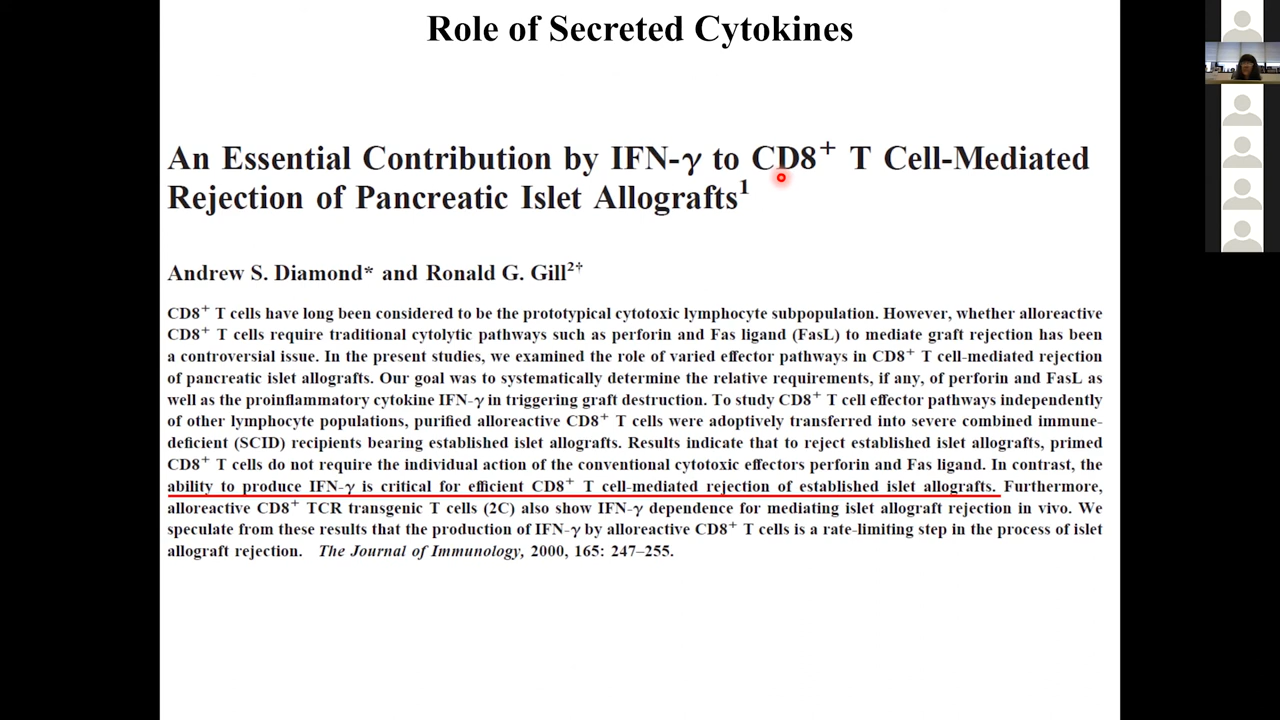 Role of Secreted Cytokines
An Essential Contribution by IFN-γ to CD8⁺ T Cell-Mediated
Rejection of Pancreatic Islet Allografts¹
Andrew S. Diamond* and Ronald G. Gill²†
CD8⁺ T cells have long been considered to be the prototypical cytotoxic lymphocyte subpopulation. However, whether alloreactive
CD8⁺ T cells require traditional cytolytic pathways such as perforin and Fas ligand (FasL) to mediate graft rejection has been
a controversial issue. In the present studies, we examined the role of varied effector pathways in CD8⁺ T cell-mediated rejection
of pancreatic islet allografts. Our goal was to systematically determine the relative requirements, if any, of perforin and FasL as
well as the proinflammatory cytokine IFN-γ in triggering graft destruction. To study CD8⁺ T cell effector pathways independently
of other lymphocyte populations, purified alloreactive CD8⁺ T cells were adoptively transferred into severe combined immune-
deficient (SCID) recipients bearing established islet allografts. Results indicate that to reject established islet allografts, primed
CD8⁺ T cells do not require the individual action of the conventional cytotoxic effectors perforin and Fas ligand. In contrast, the
ability to produce IFN-γ is critical for efficient CD8⁺ T cell-mediated rejection of established islet allografts. Furthermore,
alloreactive CD8⁺ TCR transgenic T cells (2C) also show IFN-γ dependence for mediating islet allograft rejection in vivo. We
speculate from these results that the production of IFN-γ by alloreactive CD8⁺ T cells is a rate-limiting step in the process of islet
allograft rejection. The Journal of Immunology, 2000, 165: 247–255.